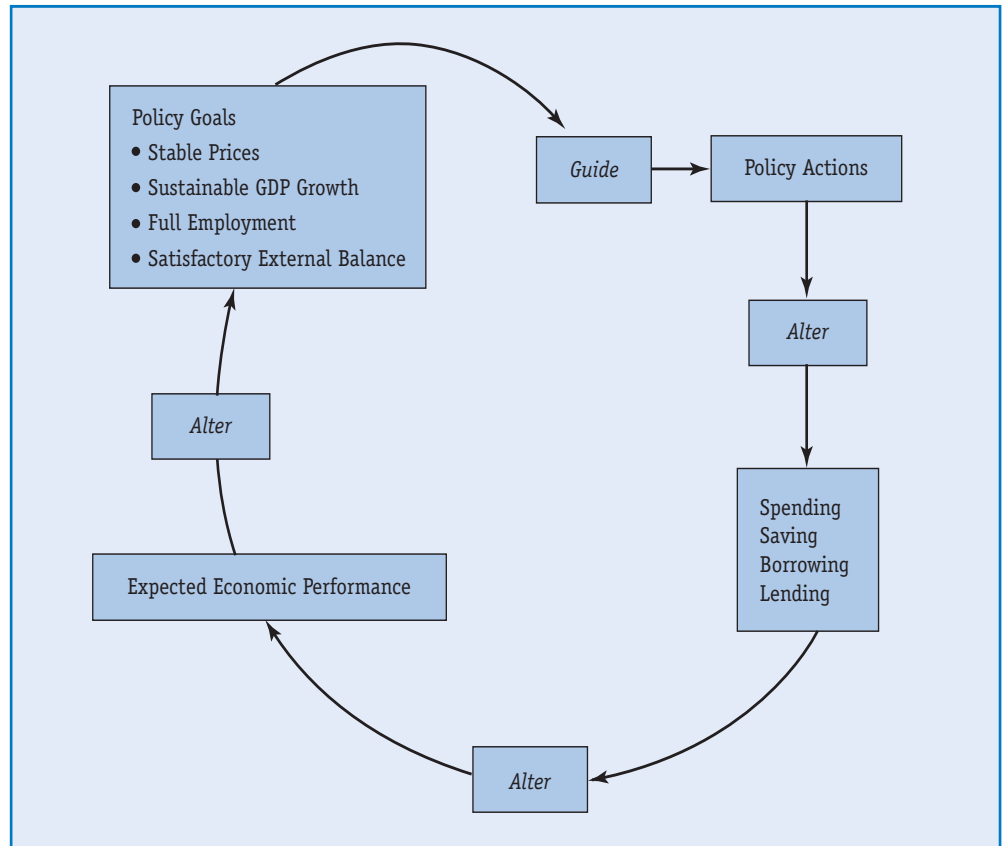 Policy Goals
• Stable Prices
• Sustainable GDP Growth
• Full Employment
• Satisfactory External Balance
Guide
Policy Actions
Alter
Spending
Saving
Borrowing
Lending
Alter
Expected Economic Performance
Alter